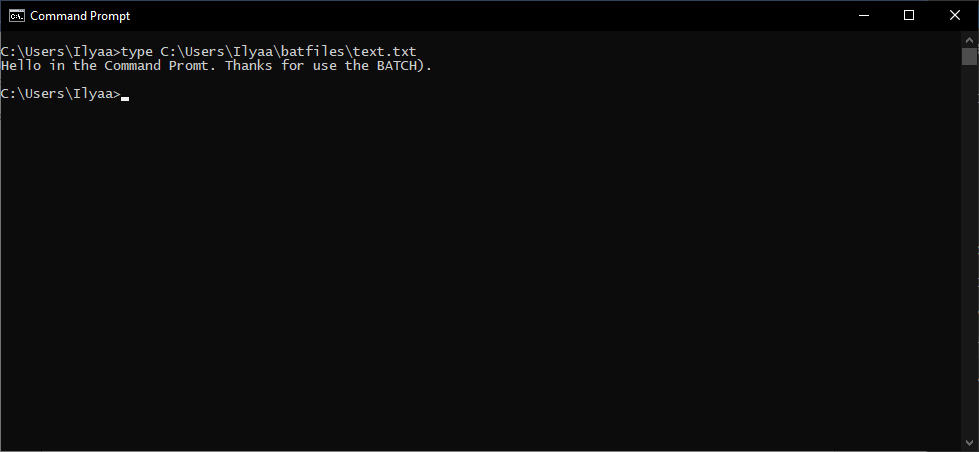 Command Prompt
C:\Users\Ilyaa>type C:\Users\Ilyaa\batfiles\text.txt
Hello in the Command Promt. Thanks for use the BATCH).
C:\Users\Ilyaa>